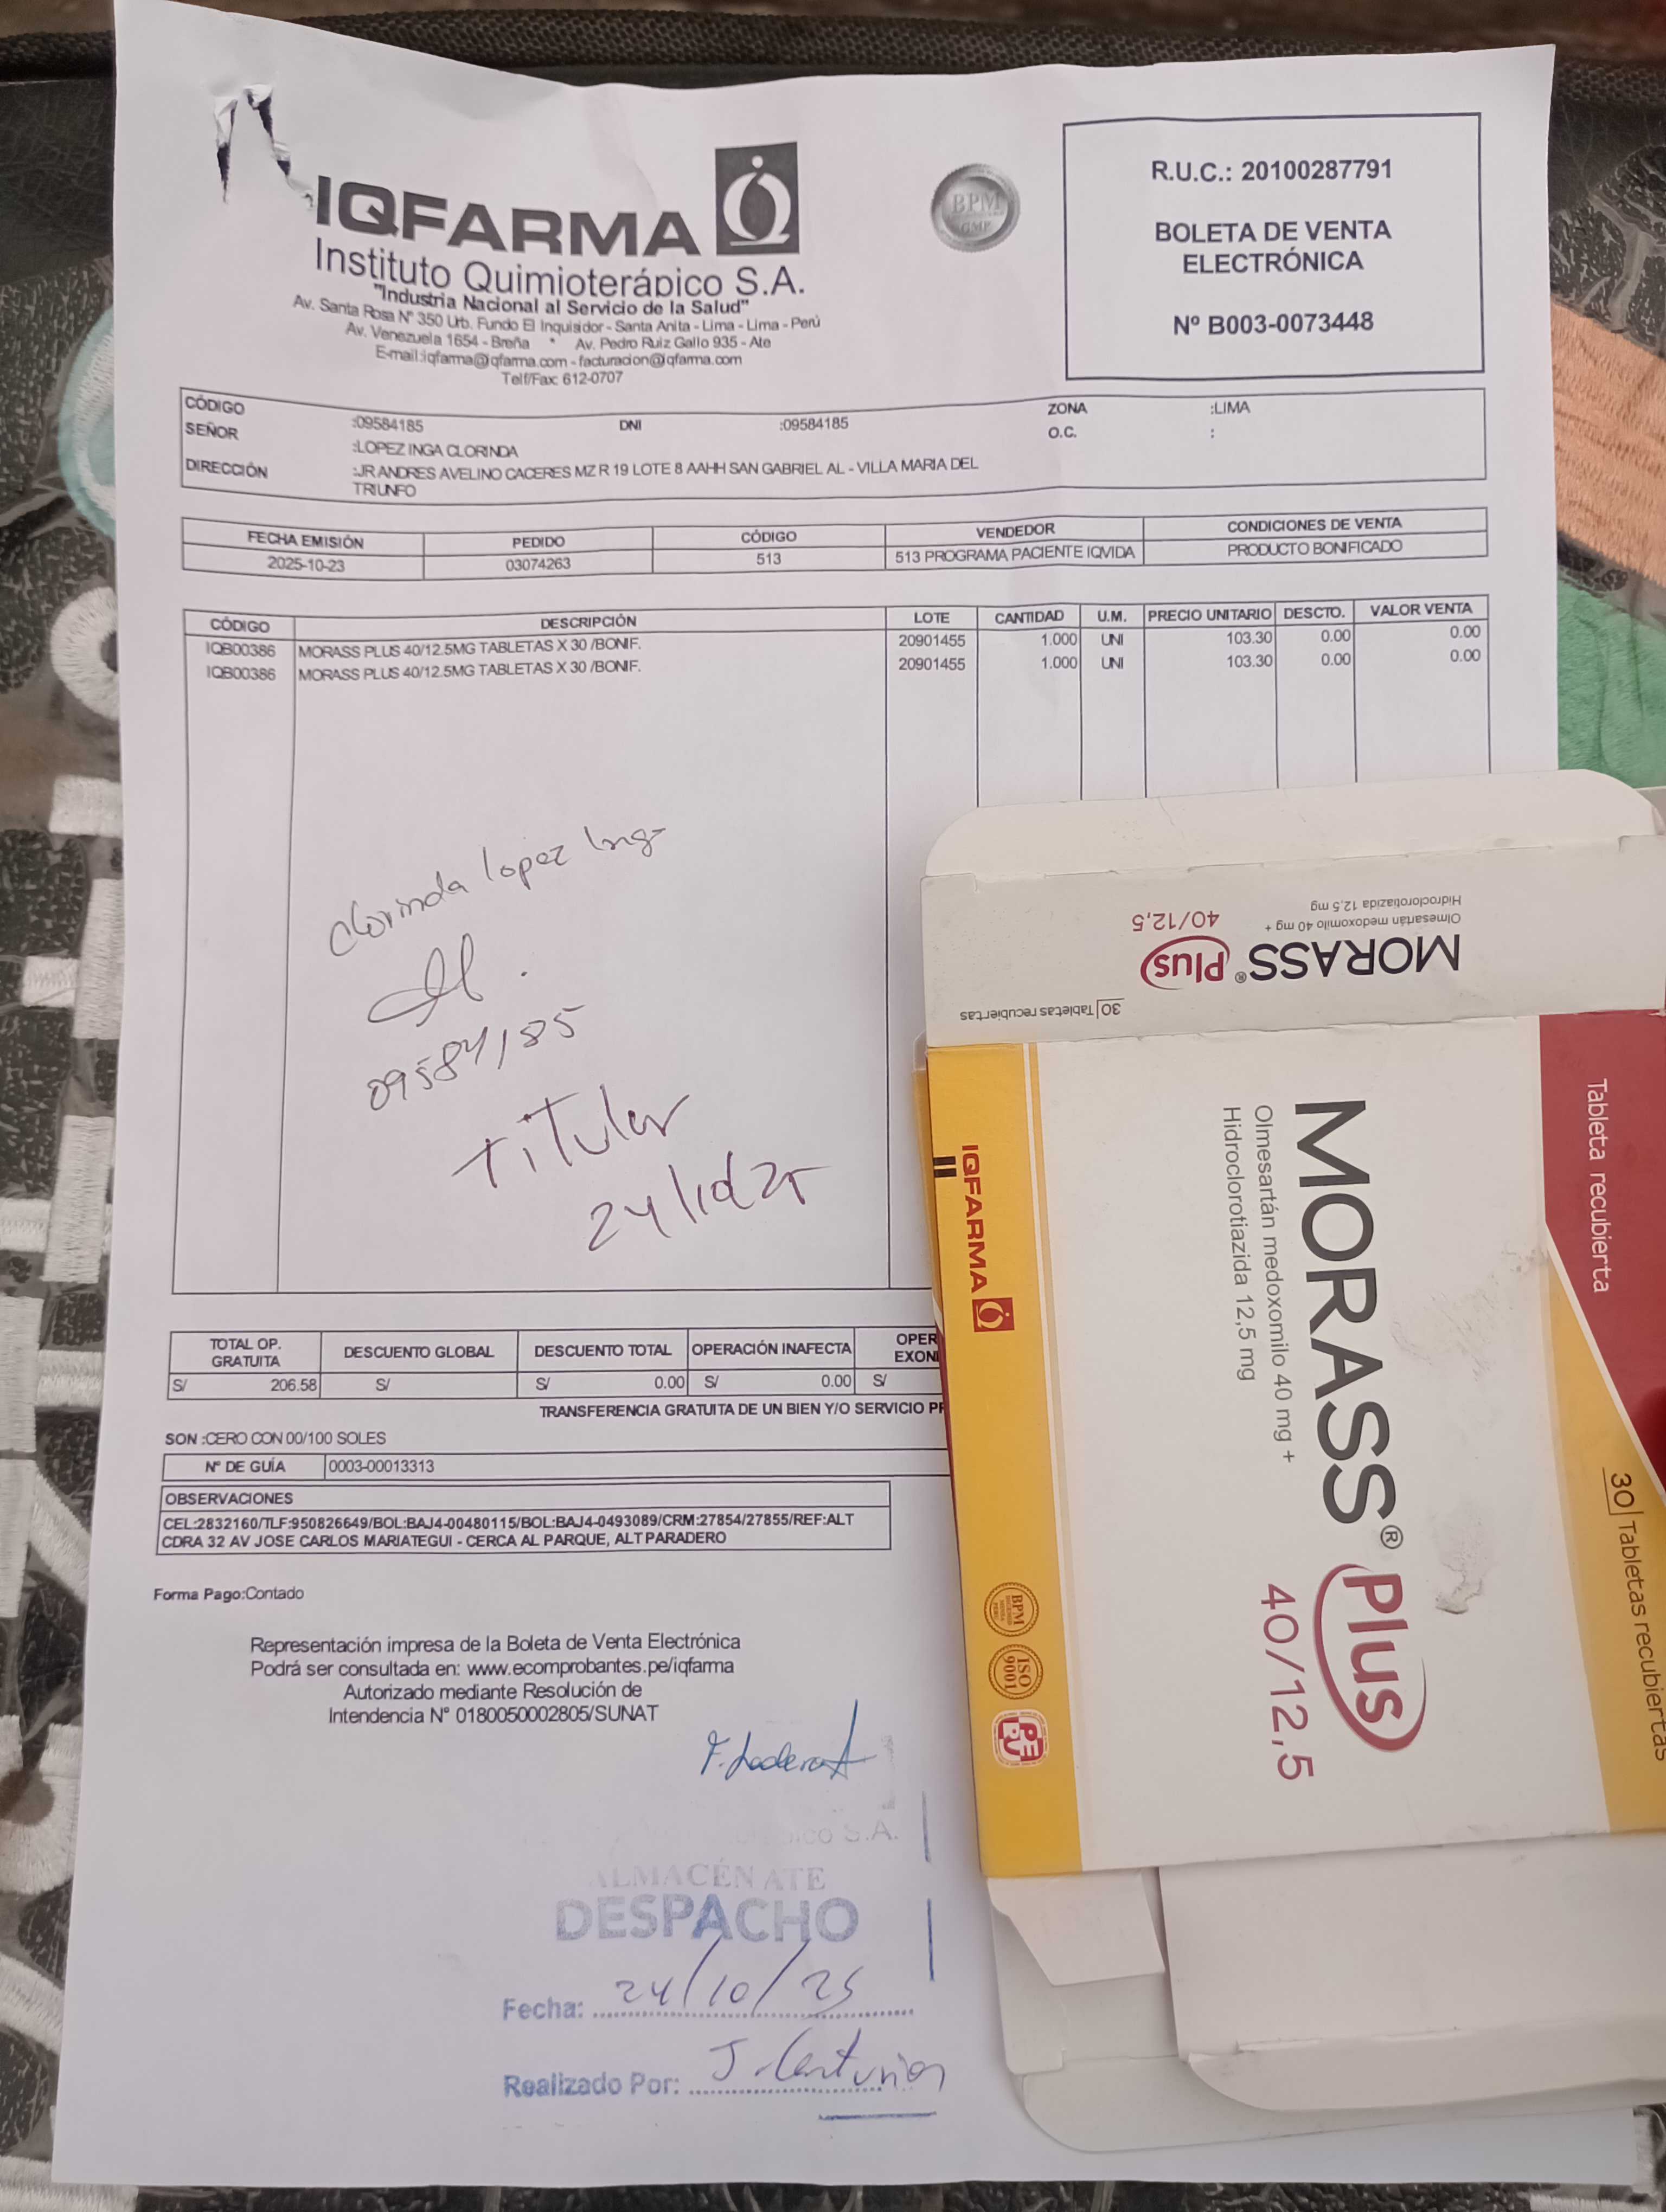 IQFARMA
Instituto Quimioterápico S.A.
"Industria Nacional al Servicio de la Salud"
Av. Santa Rosa Nº 350 Urb. Fundo El Inquisidor - Santa Anita - Lima - Lima - Perú
Av. Venezuela 1654 - Breña * Av. Pedro Ruiz Gallo 935 - Ate
E-mail:iqfarma@iqfarma.com - facturacion@iqfarma.com
Telf/Fax: 612-0707
BPM
GMP
R.U.C.: 20100287791
BOLETA DE VENTA
ELECTRÓNICA
Nº B003-0073448
CÓDIGO :09584185 DNI :09584185 ZONA :LIMA
SEÑOR :LOPEZ INGA CLORINDA O.C. :
DIRECCIÓN :JR ANDRES AVELINO CACERES MZ R 19 LOTE 8 AAHH SAN GABRIEL AL - VILLA MARIA DEL
TRIUNFO
FECHA EMISIÓN PEDIDO CÓDIGO VENDEDOR CONDICIONES DE VENTA
2025-10-23 03074263 513 513 PROGRAMA PACIENTE IQVIDA PRODUCTO BONIFICADO
CÓDIGO DESCRIPCIÓN LOTE CANTIDAD U.M. PRECIO UNITARIO DESCTO. VALOR VENTA
IQB00386 MORASS PLUS 40/12.5MG TABLETAS X 30 /BONIF. 20901455 1.000 UNI 103.30 0.00 0.00
IQB00386 MORASS PLUS 40/12.5MG TABLETAS X 30 /BONIF. 20901455 1.000 UNI 103.30 0.00 0.00
Clorinda lopez Inga
09584185
Titular
24/10/25
TOTAL OP. GRATUITA DESCUENTO GLOBAL DESCUENTO TOTAL OPERACIÓN INAFECTA OPER
EXON
S/ 206.58 S/ S/ 0.00 S/ 0.00 S/
TRANSFERENCIA GRATUITA DE UN BIEN Y/O SERVICIO PR
SON :CERO CON 00/100 SOLES
Nº DE GUÍA 0003-00013313
OBSERVACIONES
CEL:2832160/TLF:950826649/BOL:BAJ4-00480115/BOL:BAJ4-0493089/CRM:27854/27855/REF:ALT
CDRA 32 AV JOSE CARLOS MARIATEGUI - CERCA AL PARQUE, ALT PARADERO
Forma Pago:Contado
Representación impresa de la Boleta de Venta Electrónica
Podrá ser consultada en: www.ecomprobantes.pe/iqfarma
Autorizado mediante Resolución de
Intendencia Nº 0180050002805/SUNAT
S.A.
ALMACÉN ATE
DESPACHO
Fecha: 24/10/25
Realizado Por: J. Centurion
MORASS® Plus
40/12,5
Olmesartán medoxomilo 40 mg +
Hidroclorotiazida 12,5 mg
30 Tabletas recubiertas
Tableta recubierta
MORASS® Plus
40/12,5
Olmesartán medoxomilo 40 mg +
Hidroclorotiazida 12,5 mg
30 Tabletas recubiertas
IQFARMA
BPM
ISO
9001
PERU